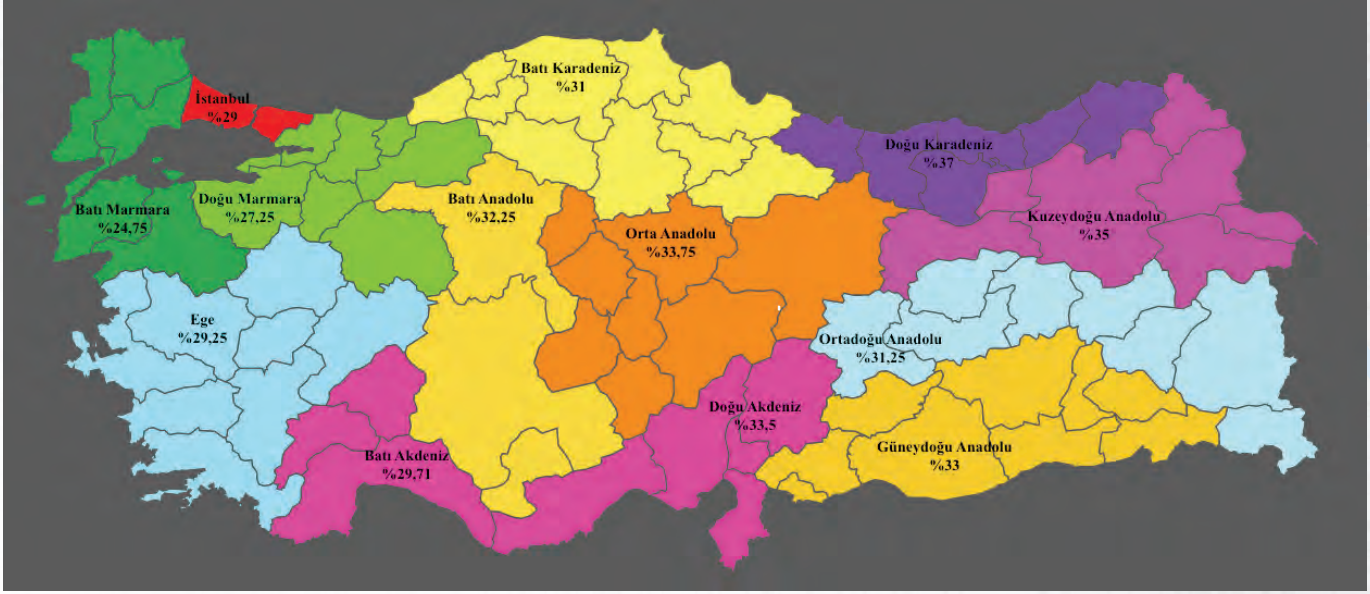 Batı Karadeniz
%31
İstanbul
%29
Doğu Karadeniz
%37
Batı Marmara
%24,75
Doğu Marmara
%27,25
Batı Anadolu
%32,25
Orta Anadolu
%33,75
Kuzeydoğu Anadolu
%35
Ege
%29,25
Ortadoğu Anadolu
%31,25
Doğu Akdeniz
%33,5
Batı Akdeniz
%29,71
Güneydoğu Anadolu
%33